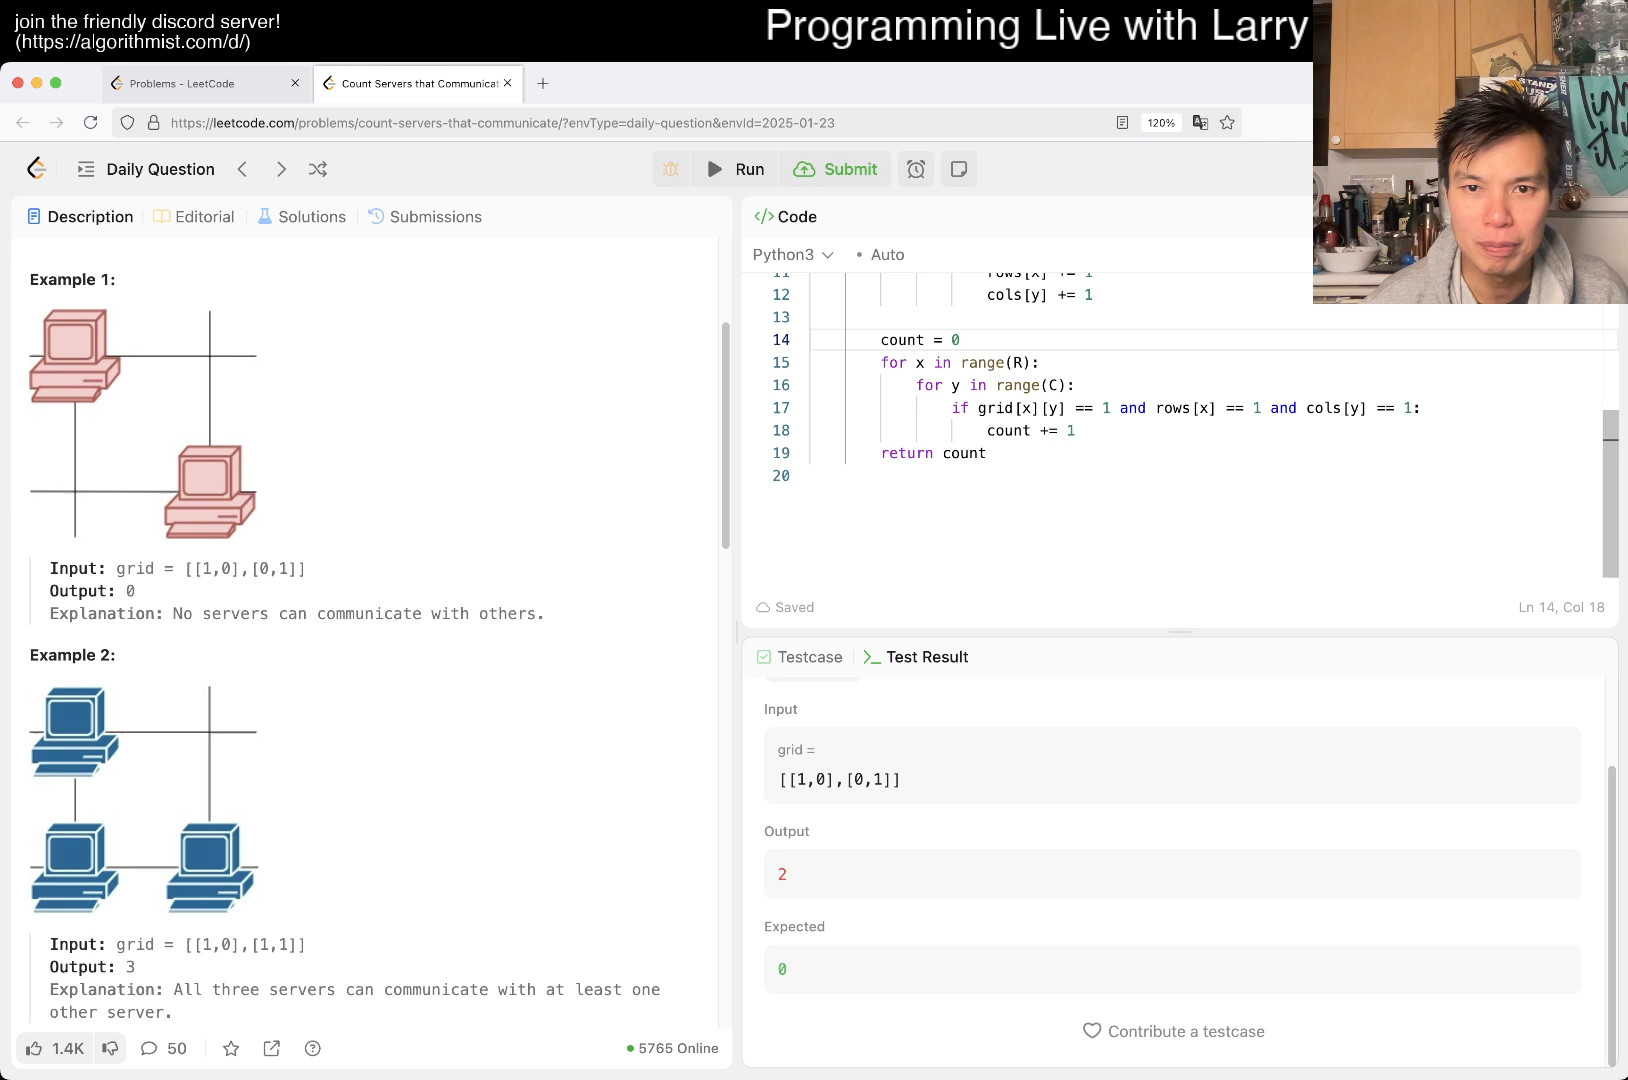 join the friendly discord server!
(https://algorithmist.com/d/)
Programming Live with Larry
Problems - LeetCode
Count Servers that Communicat
https://leetcode.com/problems/count-servers-that-communicate/?envType=daily-question&envId=2025-01-23
120%
Daily Question
Run
Submit
Description
Editorial
Solutions
Submissions
Example 1:
Input: grid = [[1,0],[0,1]]
Output: 0
Explanation: No servers can communicate with others.
Example 2:
Input: grid = [[1,0],[1,1]]
Output: 3
Explanation: All three servers can communicate with at least one
other server.
1.4K
50
5765 Online
</> Code
Python3
• Auto
11 rows[x] += 1
12 cols[y] += 1
13
14 count = 0
15 for x in range(R):
16 for y in range(C):
17 if grid[x][y] == 1 and rows[x] == 1 and cols[y] == 1:
18 count += 1
19 return count
20
Saved
Ln 14, Col 18
Testcase
Test Result
Input
grid =
[[1,0],[0,1]]
Output
2
Expected
0
Contribute a testcase